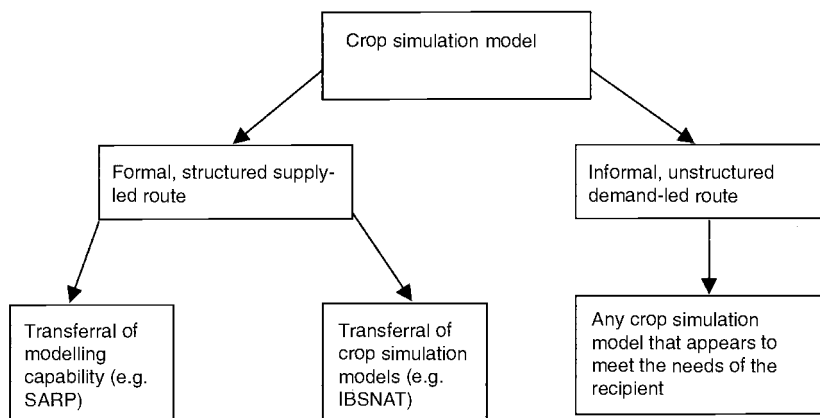 Crop simulation model
Formal, structured supply-
led route
Informal, unstructured
demand-led route
Transferral of
modelling
capability (e.g.
SARP)
Transferral of
crop simulation
models (e.g.
IBSNAT)
Any crop simulation
model that appears to
meet the needs of the
recipient